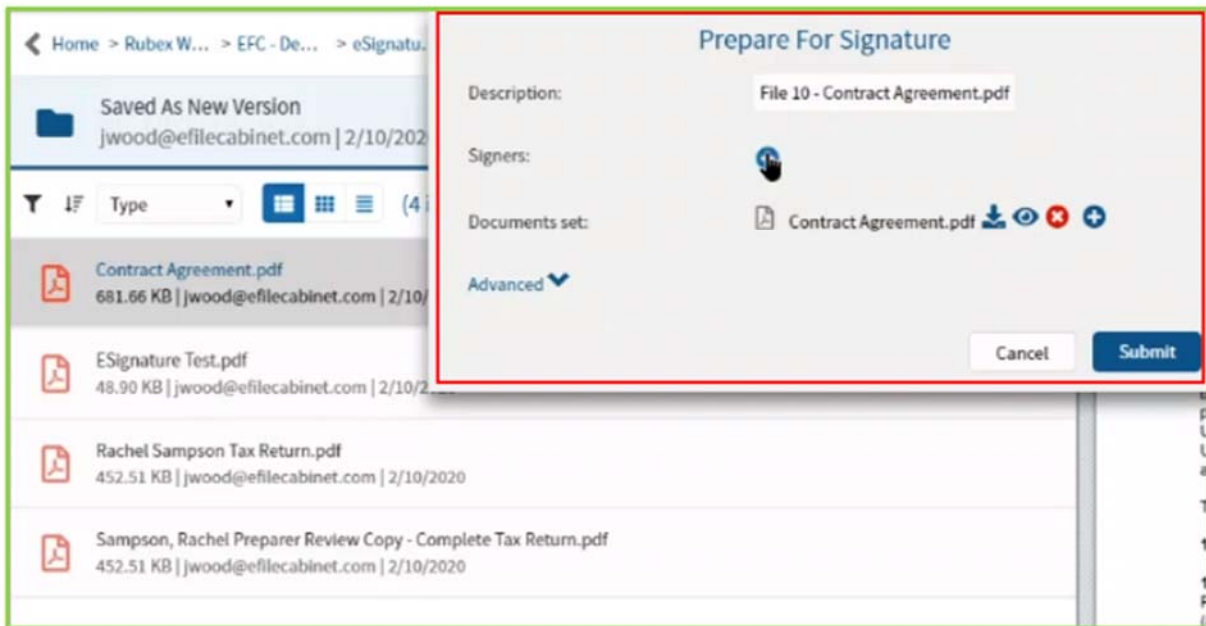 Home > Rubex W... > EFC - De... > eSignatu.
Saved As New Version
jwood@efilecabinet.com | 2/10/202
Type
(4 i
Contract Agreement.pdf
681.66 KB | jwood@efilecabinet.com | 2/10/
ESignature Test.pdf
48.90 KB | jwood@efilecabinet.com | 2/10/2
Rachel Sampson Tax Return.pdf
452.51 KB | jwood@efilecabinet.com | 2/10/2020
Sampson, Rachel Preparer Review Copy - Complete Tax Return.pdf
452.51 KB | jwood@efilecabinet.com | 2/10/2020
Prepare For Signature
Description:
File 10 - Contract Agreement.pdf
Signers:
Documents set:
Contract Agreement.pdf
Advanced
Cancel
Submit